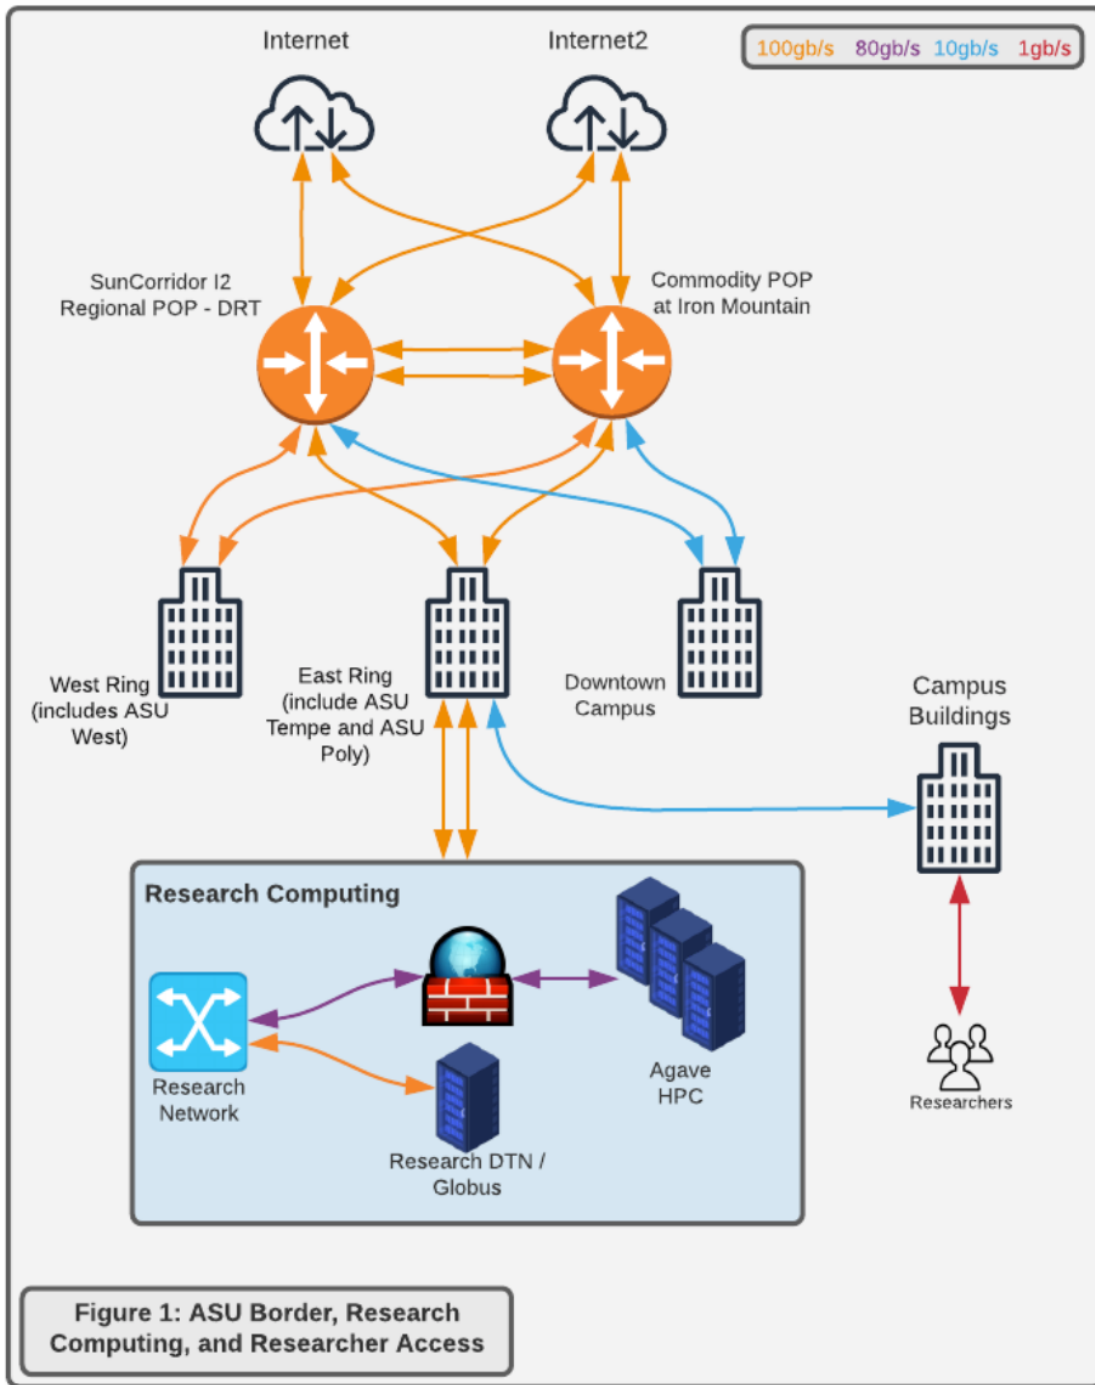 Internet
Internet2
100gb/s 80gb/s 10gb/s 1gb/s
SunCorridor I2
Regional POP - DRT
Commodity POP
at Iron Mountain
West Ring
(includes ASU
West)
East Ring
(include ASU
Tempe and ASU
Poly)
Downtown
Campus
Campus
Buildings
Research Computing
Research
Network
Agave
HPC
Research DTN /
Globus
Researchers
Figure 1: ASU Border, Research
Computing, and Researcher Access